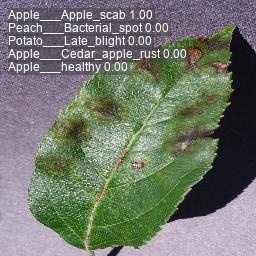 Apple___Apple_scab 1.00
Peach___Bacterial_spot 0.00
Potato___Late_blight 0.00
Apple___Cedar_apple_rust 0.00
Apple___healthy 0.00